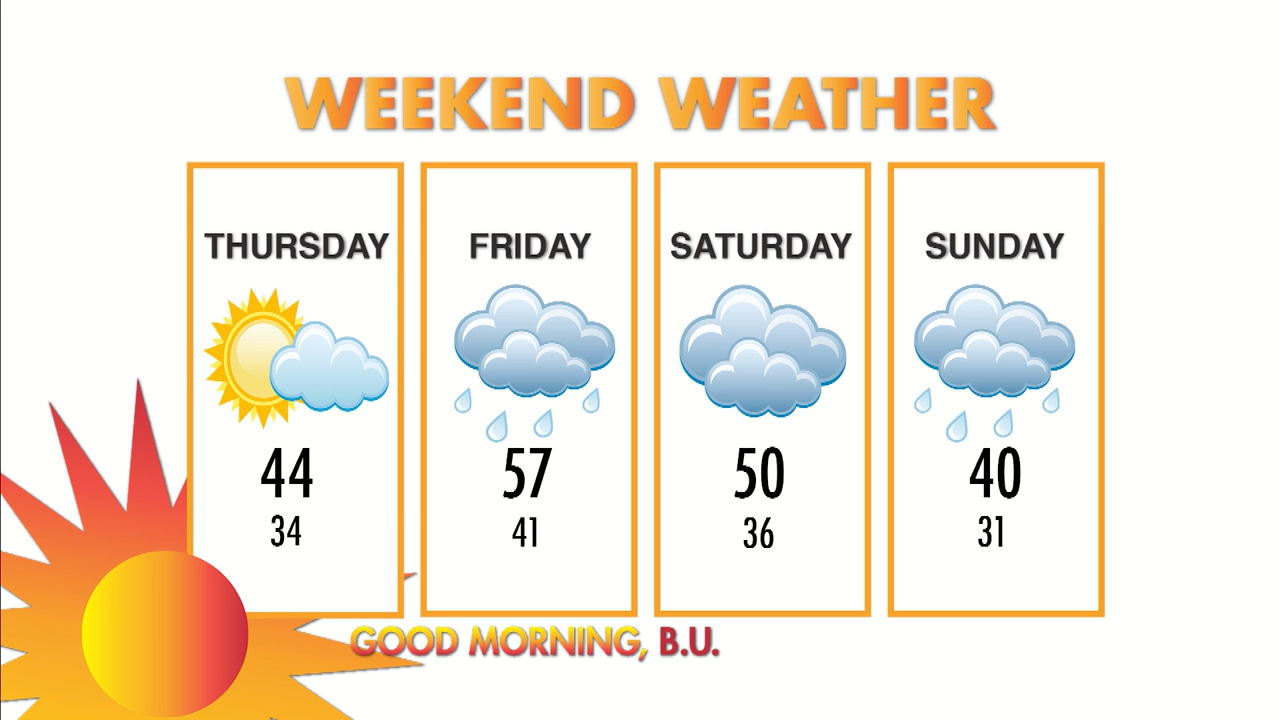 WEEKEND WEATHER
THURSDAY
44
34
FRIDAY
57
41
SATURDAY
50
36
SUNDAY
40
31
GOOD MORNING, B.U.